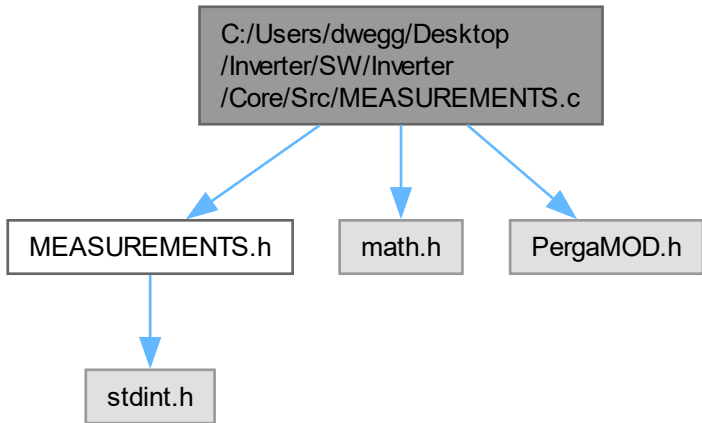 C:/Users/dwegg/Desktop
/Inverter/SW/Inverter
/Core/Src/MEASUREMENTS.c
MEASUREMENTS.h
math.h
PergaMOD.h
stdint.h